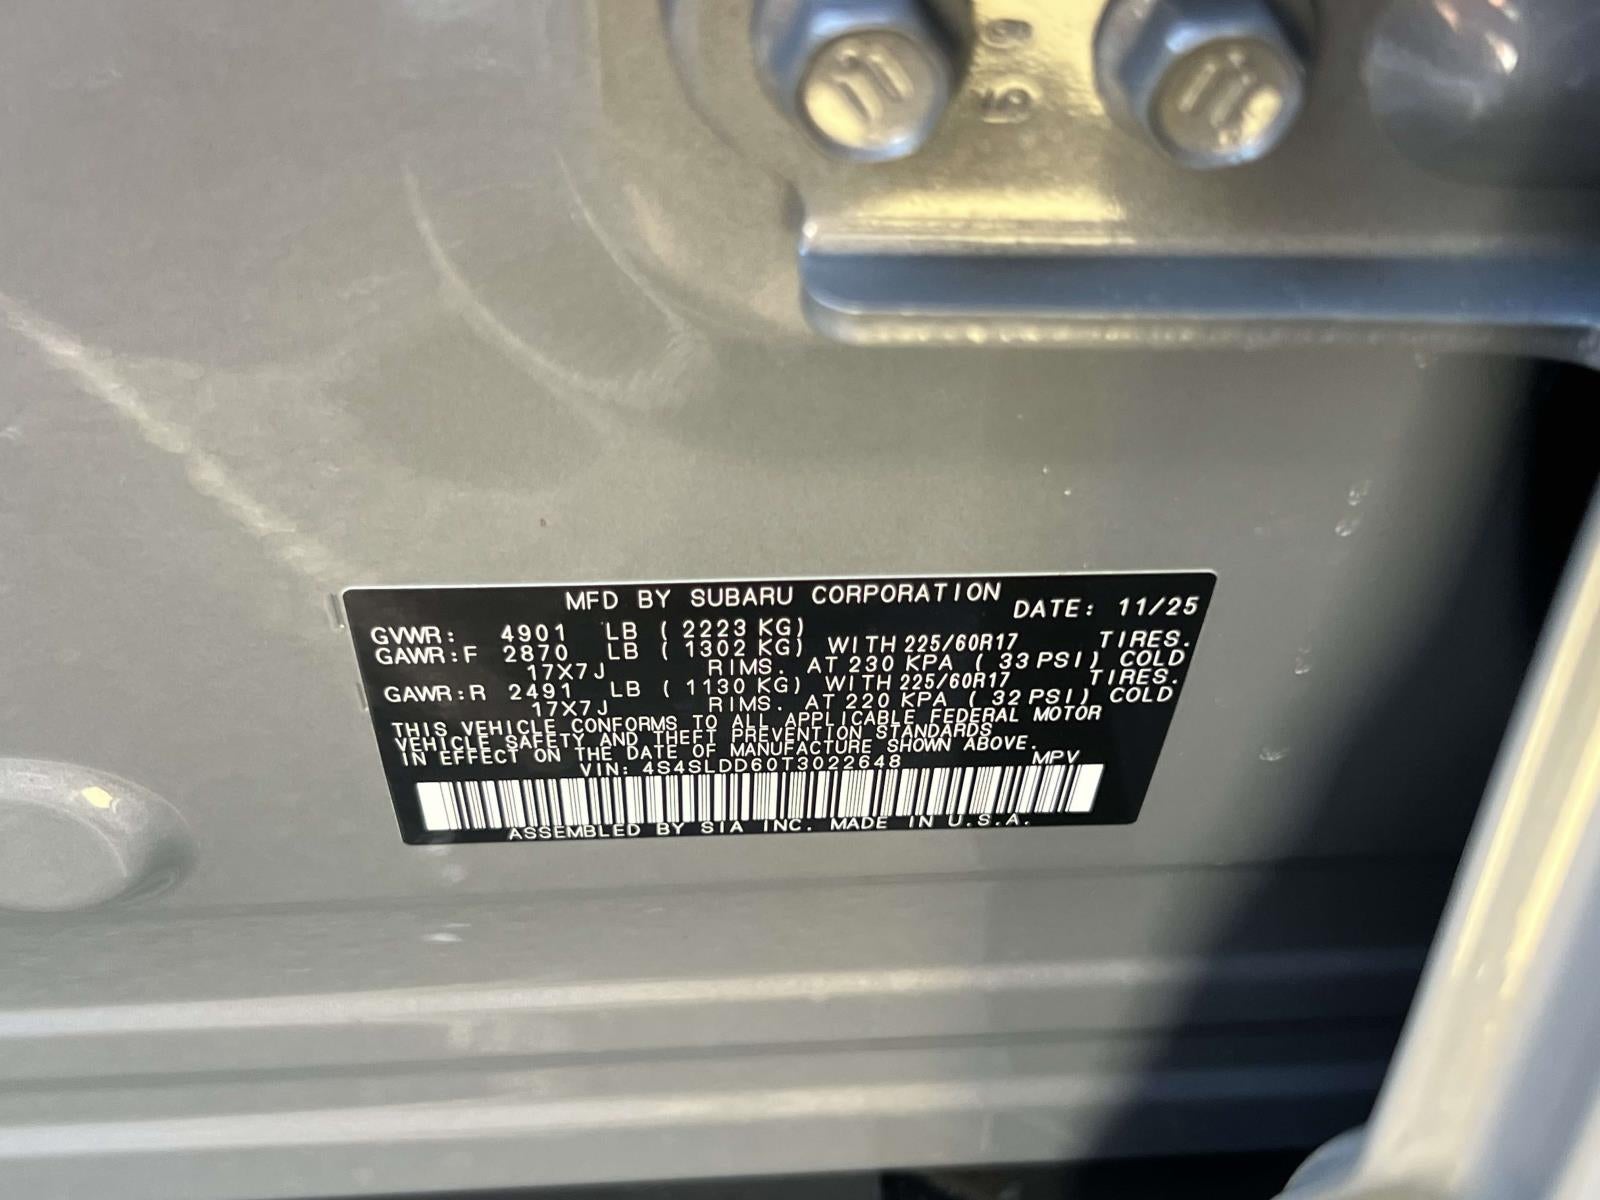 MFD BY SUBARU CORPORATION DATE: 11/25
GVWR: 4901 LB ( 2223 KG)
GAWR:F 2870 LB ( 1302 KG) WITH 225/60R17 TIRES.
17X7J RIMS. AT 230 KPA ( 33 PSI) COLD
GAWR:R 2491 LB ( 1130 KG) WITH 225/60R17 TIRES.
17X7J RIMS. AT 220 KPA ( 32 PSI) COLD
THIS VEHICLE CONFORMS TO ALL APPLICABLE FEDERAL MOTOR
VEHICLE SAFETY AND THEFT PREVENTION STANDARDS
IN EFFECT ON THE DATE OF MANUFACTURE SHOWN ABOVE.
VIN: 4S4SLDD60T3022648 MPV
ASSEMBLED BY SIA INC. MADE IN U.S.A.